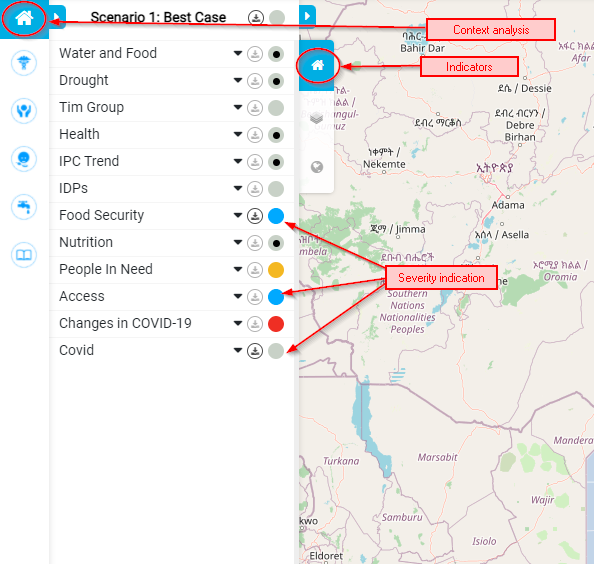 Scenario 1: Best Case
Context analysis
Indicators
Water and Food
Drought
Tim Group
Health
IPC Trend
IDPs
Food Security
Nutrition
People In Need
Access
Changes in COVID-19
Covid
Severity indication
Bahir Dar
አፋር ክልል /
Afar
ደሴ / Dessie
ደብረ ማርቆስ
ደብረ ብርሃን /
Debre
Birhan
ነቀምት /
Nekemte
ኢትዮጵያ
Adama
ጅማ / Jimma
አሰላ / Asella
ኦሮሚያ ክልል /
Oromia
Southern
Nations
Nationalities
Peoples
Mandera
Turkana
Marsabit
Wajir
Samburu
Isiolo
Eldoret